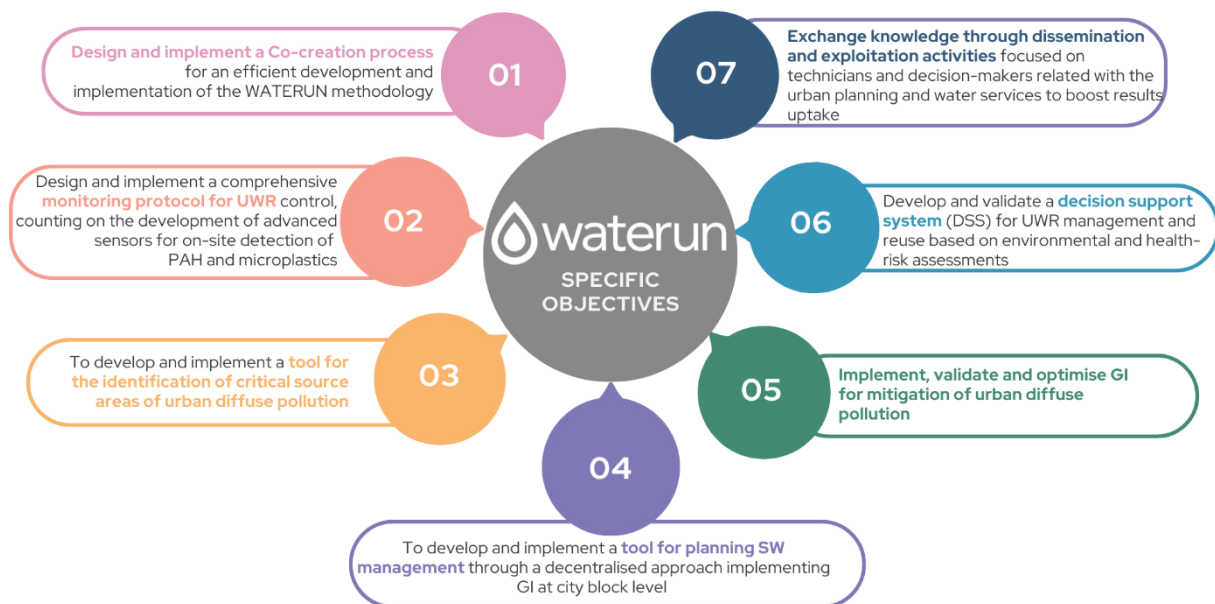 01
Design and implement a Co-creation process
for an efficient development and
implementation of the WATERUN methodology
02
Design and implement a comprehensive
monitoring protocol for UWR control,
counting on the development of advanced
sensors for on-site detection of
PAH and microplastics
03
To develop and implement a tool for
the identification of critical source
areas of urban diffuse pollution
04
To develop and implement a tool for planning SW
management through a decentralised approach implementing
GI at city block level
05
Implement, validate and optimise GI
for mitigation of urban diffuse
pollution
06
Develop and validate a decision support
system (DSS) for UWR management and
reuse based on environmental and health-
risk assessments
07
Exchange knowledge through dissemination
and exploitation activities focused on
technicians and decision-makers related with the
urban planning and water services to boost results
uptake
waterun
SPECIFIC
OBJECTIVES